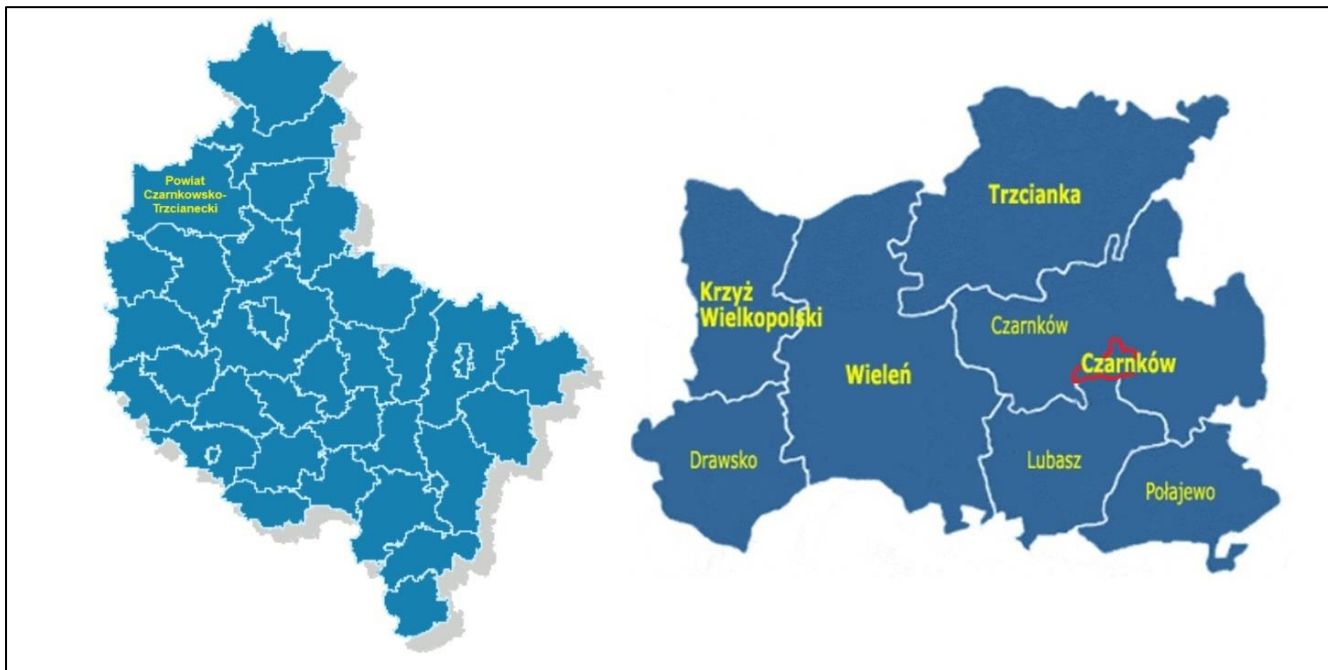 Powiat
Czarnkowsko-
Trzcianecki
Trzcianka
Krzyż
Wielkopolski
Czarnków
Czarnków
Wieleń
Drawsko
Lubasz
Połajewo